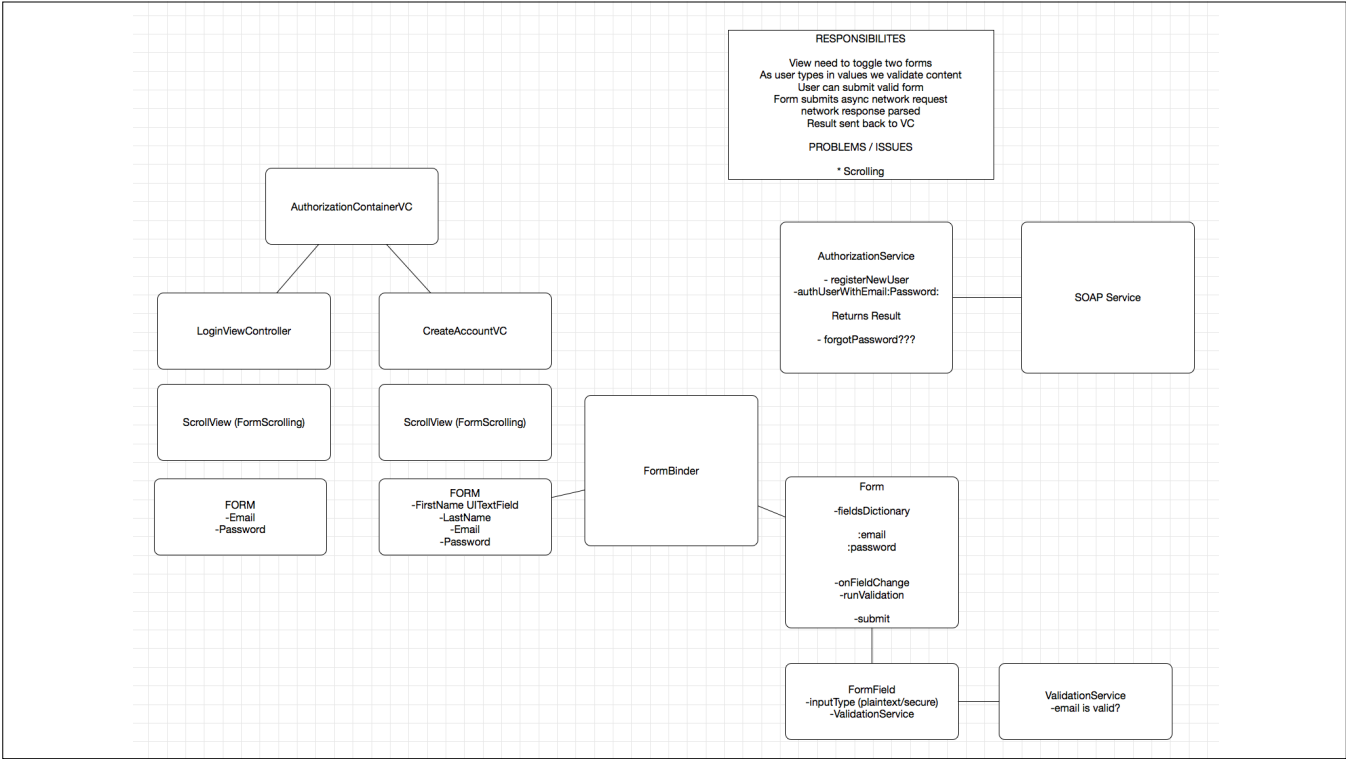 RESPONSIBILITES
View need to toggle two forms
As user types in values we validate content
User can submit valid form
Form submits async network request
network response parsed
Result sent back to VC
PROBLEMS / ISSUES
* Scrolling
AuthorizationContainerVC
LoginViewController
CreateAccountVC
AuthorizationService
- registerNewUser
-authUserWithEmail:Password:
Returns Result
- forgotPassword???
SOAP Service
ScrollView (FormScrolling)
ScrollView (FormScrolling)
FORM
-Email
-Password
FORM
-FirstName UITextField
-LastName
-Email
-Password
FormBinder
Form
-fieldsDictionary
:email
:password
-onFieldChange
-runValidation
-submit
FormField
-inputType (plaintext/secure)
-ValidationService
ValidationService
-email is valid?